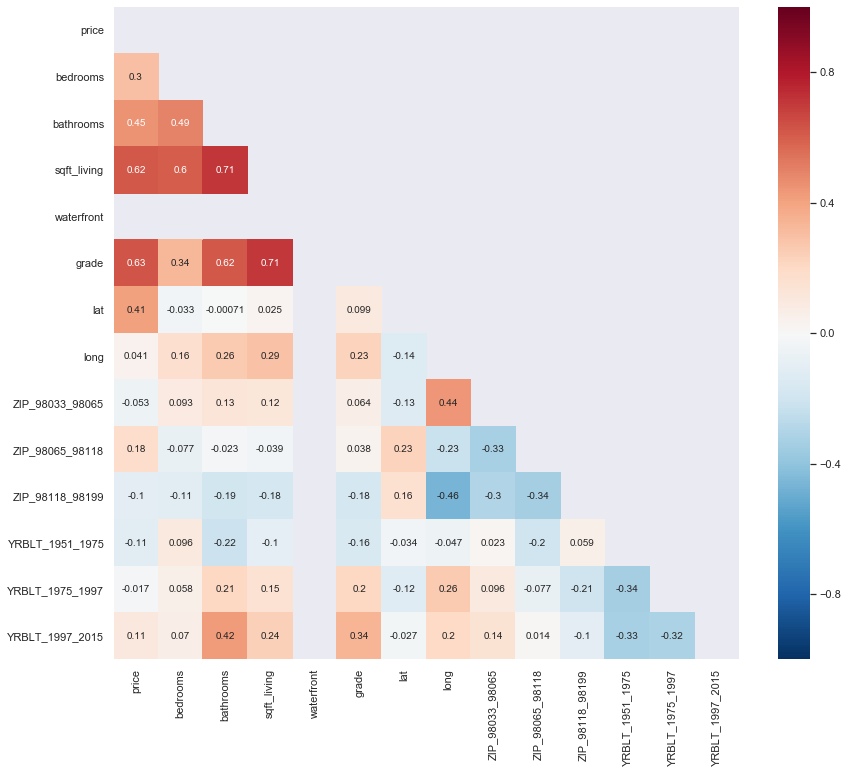 price
bedrooms 0.3
bathrooms 0.45 0.49
sqft_living 0.62 0.6 0.71
waterfront
grade 0.63 0.34 0.62 0.71
lat 0.41 -0.033 -0.00071 0.025 0.099
long 0.041 0.16 0.26 0.29 0.23 -0.14
ZIP_98033_98065 -0.053 0.093 0.13 0.12 0.064 -0.13 0.44
ZIP_98065_98118 0.18 -0.077 -0.023 -0.039 0.038 0.23 -0.23 -0.33
ZIP_98118_98199 -0.1 -0.11 -0.19 -0.18 -0.18 0.16 -0.46 -0.3 -0.34
YRBLT_1951_1975 -0.11 0.096 -0.22 -0.1 -0.16 -0.034 -0.047 0.023 -0.2 0.059
YRBLT_1975_1997 -0.017 0.058 0.21 0.15 0.2 -0.12 0.26 0.096 -0.077 -0.21 -0.34
YRBLT_1997_2015 0.11 0.07 0.42 0.24 0.34 -0.027 0.2 0.14 0.014 -0.1 -0.33 -0.32
price
bedrooms
bathrooms
sqft_living
waterfront
grade
lat
long
ZIP_98033_98065
ZIP_98065_98118
ZIP_98118_98199
YRBLT_1951_1975
YRBLT_1975_1997
YRBLT_1997_2015
0.8
0.4
0.0
-0.4
-0.8